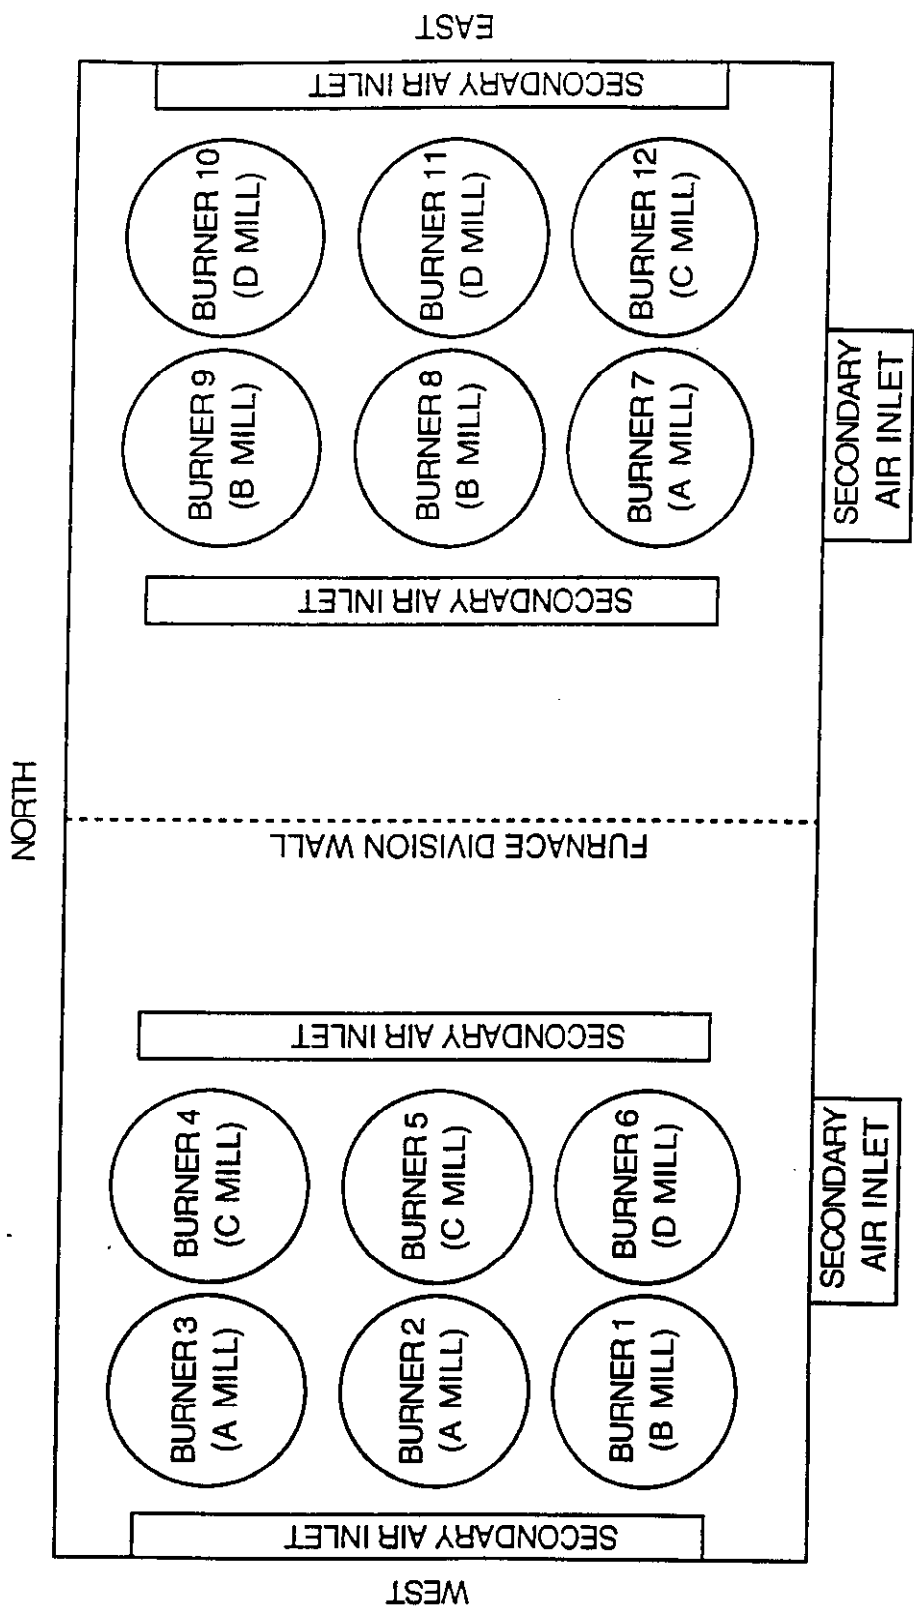 NORTH
WEST
EAST
SECONDARY AIR INLET
BURNER 3
(A MILL)
BURNER 4
(C MILL)
BURNER 2
(A MILL)
BURNER 5
(C MILL)
BURNER 1
(B MILL)
BURNER 6
(D MILL)
SECONDARY AIR INLET
FURNACE DIVISION WALL
SECONDARY AIR INLET
BURNER 9
(B MILL)
BURNER 10
(D MILL)
BURNER 8
(B MILL)
BURNER 11
(D MILL)
BURNER 7
(A MILL)
BURNER 12
(C MILL)
SECONDARY AIR INLET
SECONDARY
AIR INLET
SECONDARY
AIR INLET